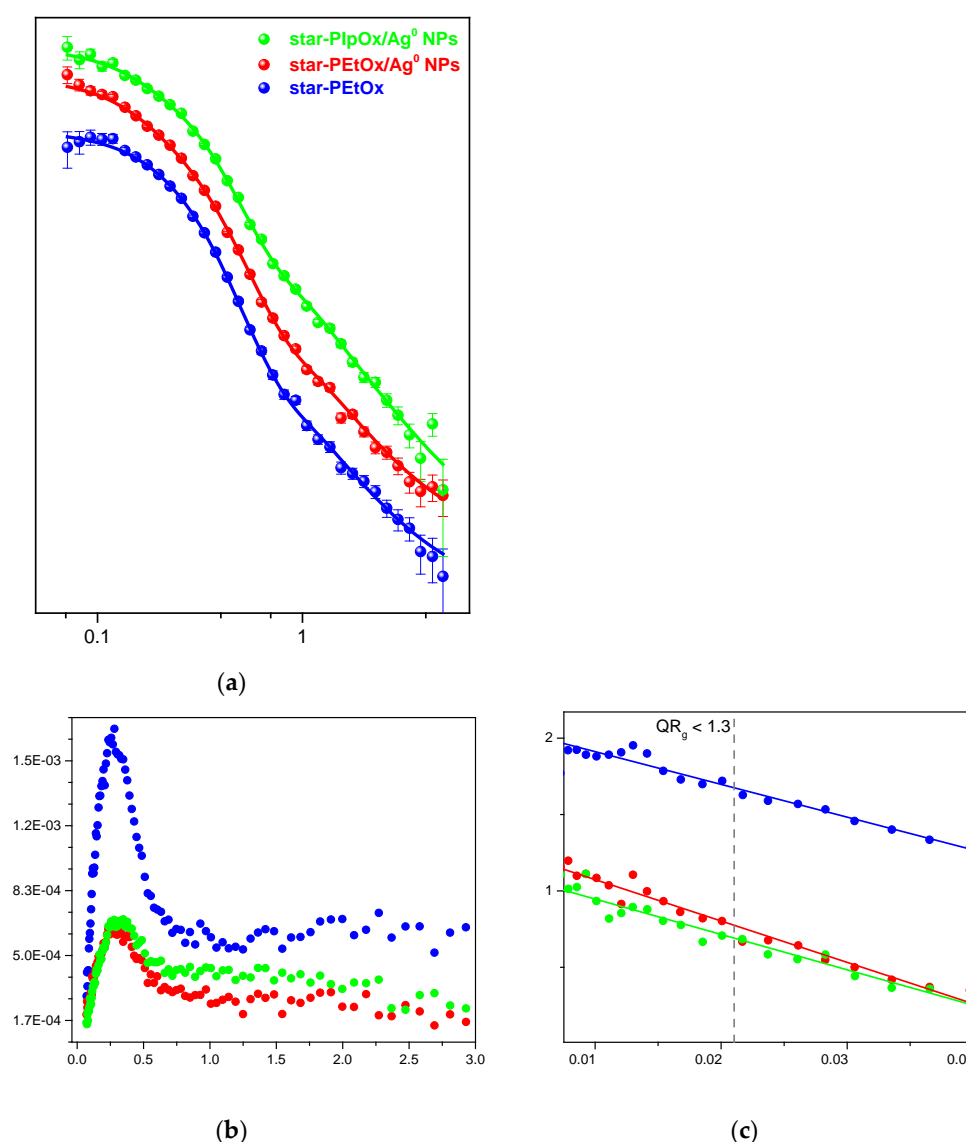 star-PIpOx/Ag⁰ NPs
star-PEtOx/Ag⁰ NPs
star-PEtOx
0.1 1
(a)
1.5E-03
1.2E-03
8.3E-04
5.0E-04
1.7E-04
0.0 0.5 1.0 1.5 2.0 2.5 3.0
(b)
QRg < 1.3
2
1
0.01 0.02 0.03 0.0
(c)